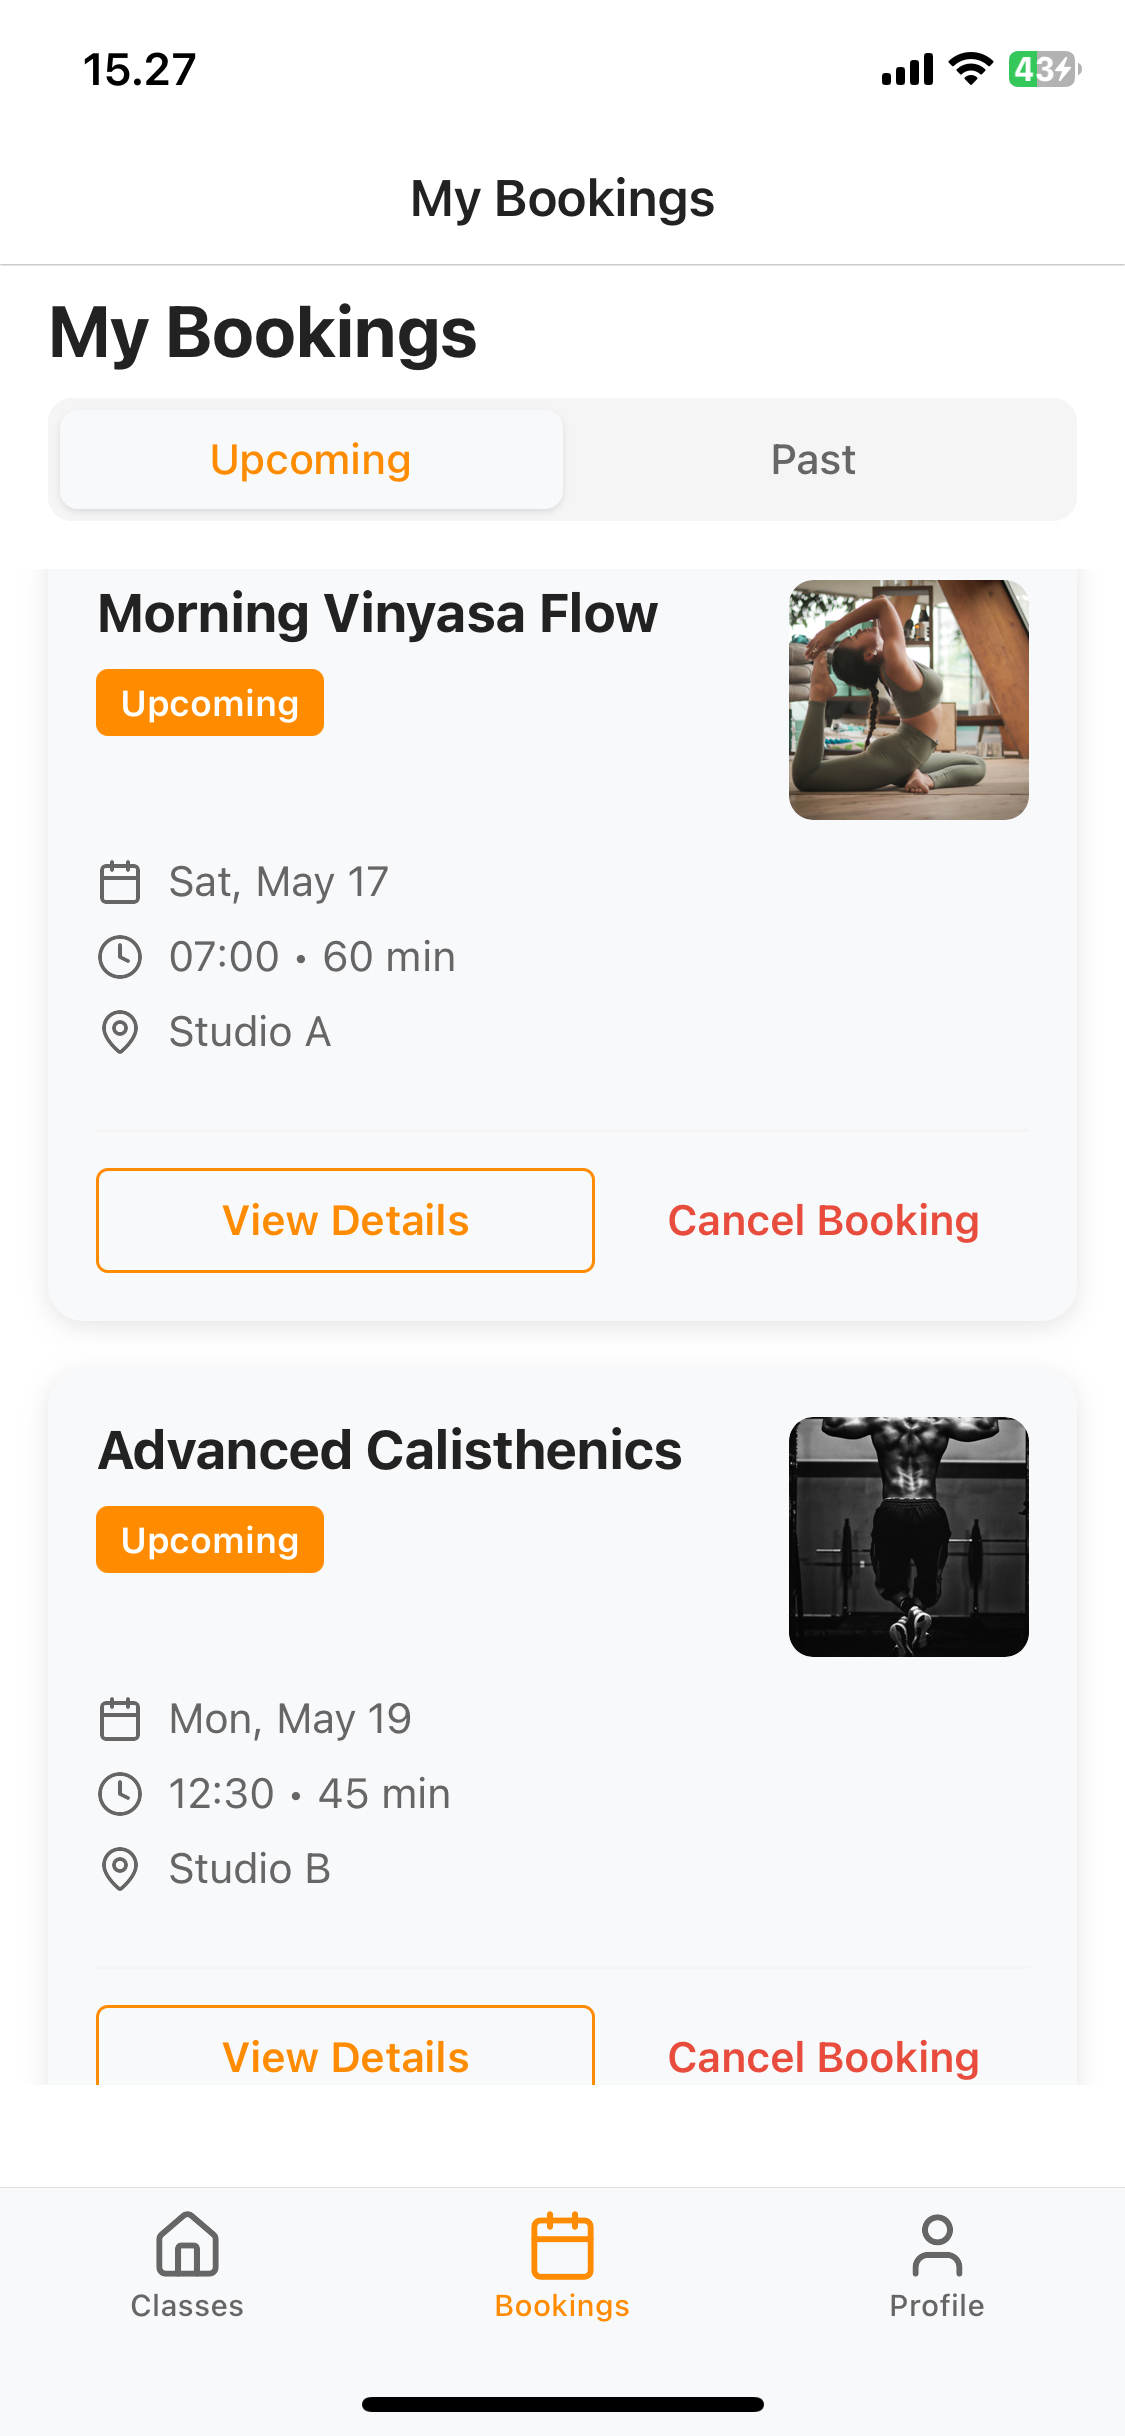 15.27
43
My Bookings
My Bookings
Upcoming
Past
Morning Vinyasa Flow
Upcoming
Sat, May 17
07:00 • 60 min
Studio A
View Details
Cancel Booking
Advanced Calisthenics
Upcoming
Mon, May 19
12:30 • 45 min
Studio B
View Details
Cancel Booking
Classes
Bookings
Profile